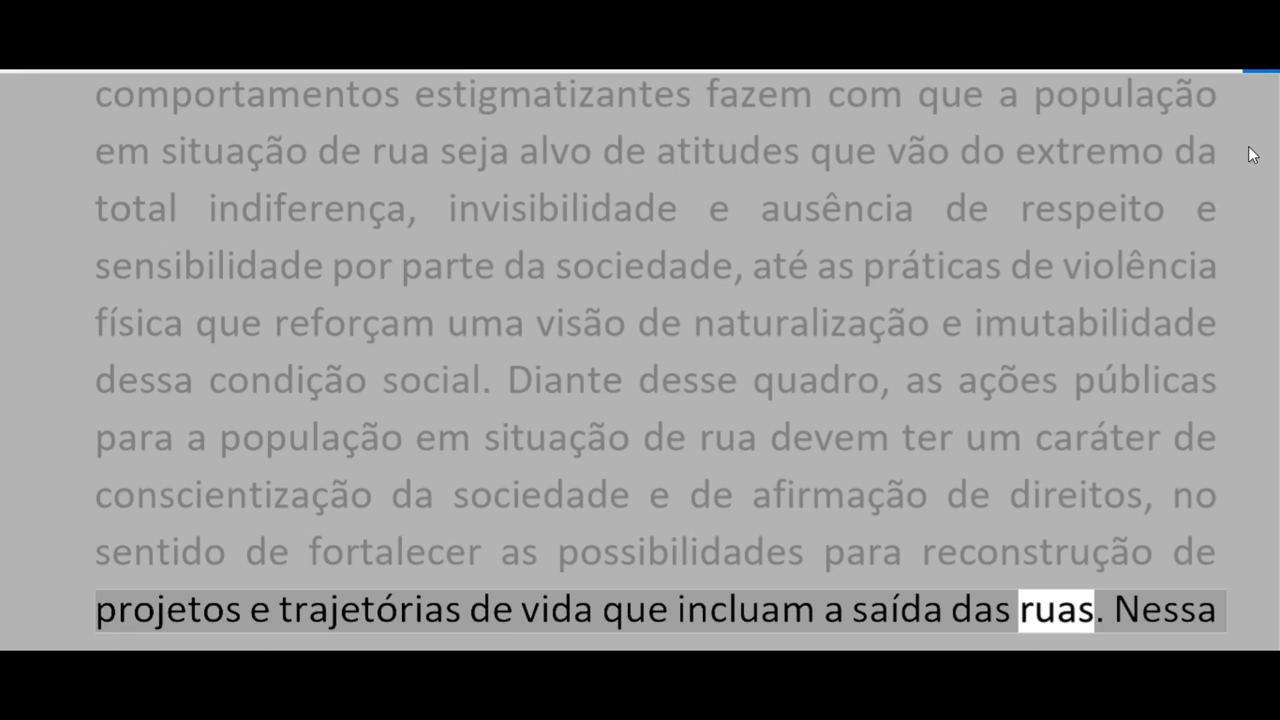 comportamentos estigmatizantes fazem com que a população
em situação de rua seja alvo de atitudes que vão do extremo da
total indiferença, invisibilidade e ausência de respeito e
sensibilidade por parte da sociedade, até as práticas de violência
física que reforçam uma visão de naturalização e imutabilidade
dessa condição social. Diante desse quadro, as ações públicas
para a população em situação de rua devem ter um caráter de
conscientização da sociedade e de afirmação de direitos, no
sentido de fortalecer as possibilidades para reconstrução de
projetos e trajetórias de vida que incluam a saída das ruas. Nessa